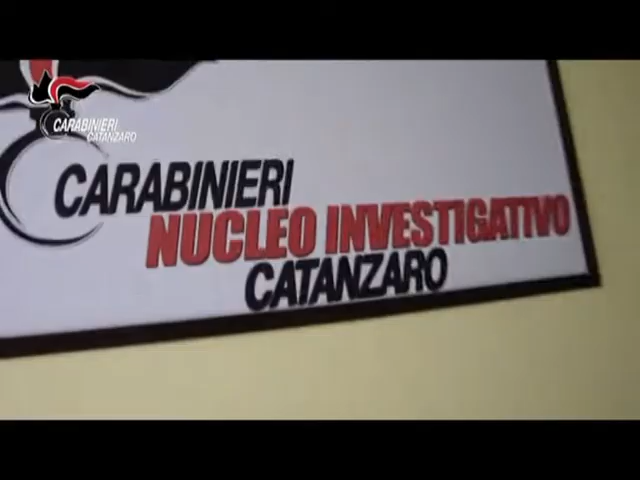 CARABINIERI
CATANZARO
CARABINIERI
NUCLEO INVESTIGATIVO
CATANZARO